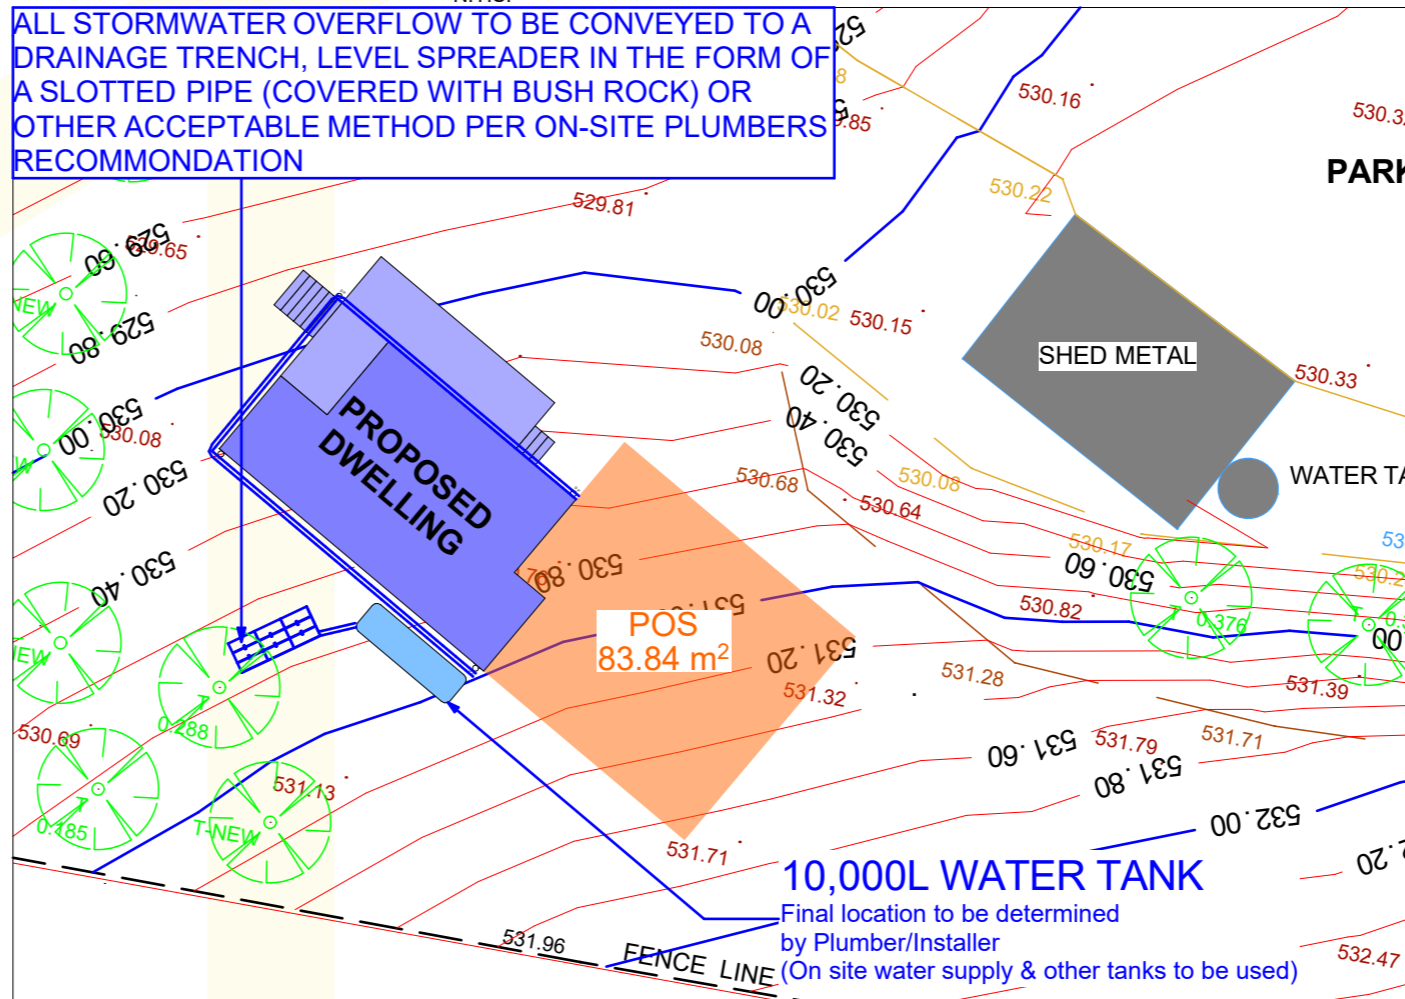 ALL STORMWATER OVERFLOW TO BE CONVEYED TO A
DRAINAGE TRENCH, LEVEL SPREADER IN THE FORM OF
A SLOTTED PIPE (COVERED WITH BUSH ROCK) OR
OTHER ACCEPTABLE METHOD PER ON-SITE PLUMBERS
RECOMMONDATION
530.16
PARK
530.22
529.81
529.60
529.65
530.00
530.02
530.15
530.08
529.80
SHED METAL
530.33
530.20
530.40
530.00
530.08
PROPOSED
DWELLING
530.20
530.68
530.08
530.64
WATER TA
530.17
530.60
530.80
530.40
530.82
0.376
POS
83.84 m²
531.20
531.28
531.32
531.39
530.69
0.288
531.60
531.79
531.71
531.80
531.13
0.185
T-NEW
532.00
531.71
10,000L WATER TANK
Final location to be determined
by Plumber/Installer
(On site water supply & other tanks to be used)
531.96
FENCE LINE
532.47